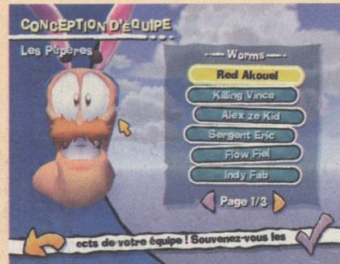 CONCEPTION D'ÉQUIPE
Les Pépères
Worms
Red Akouel
Killing Vince
Alex ze Kid
Sergent Eric
Flow Fiel
Indy Fab
Page 1/3
ects de votre équipe ! Souvenez-vous les